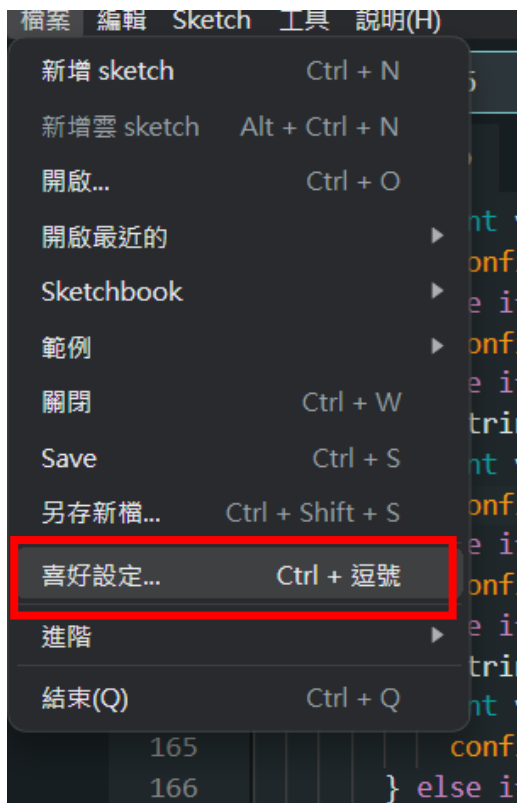 檔案 編輯 Sketch 工具 說明(H)
新增 sketch Ctrl + N
新增雲 sketch Alt + Ctrl + N
開啟... Ctrl + O
開啟最近的
Sketchbook
範例
關閉 Ctrl + W
Save Ctrl + S
另存新檔... Ctrl + Shift + S
喜好設定... Ctrl + 逗號
進階
結束(Q) Ctrl + Q
165 conf
166 } else i